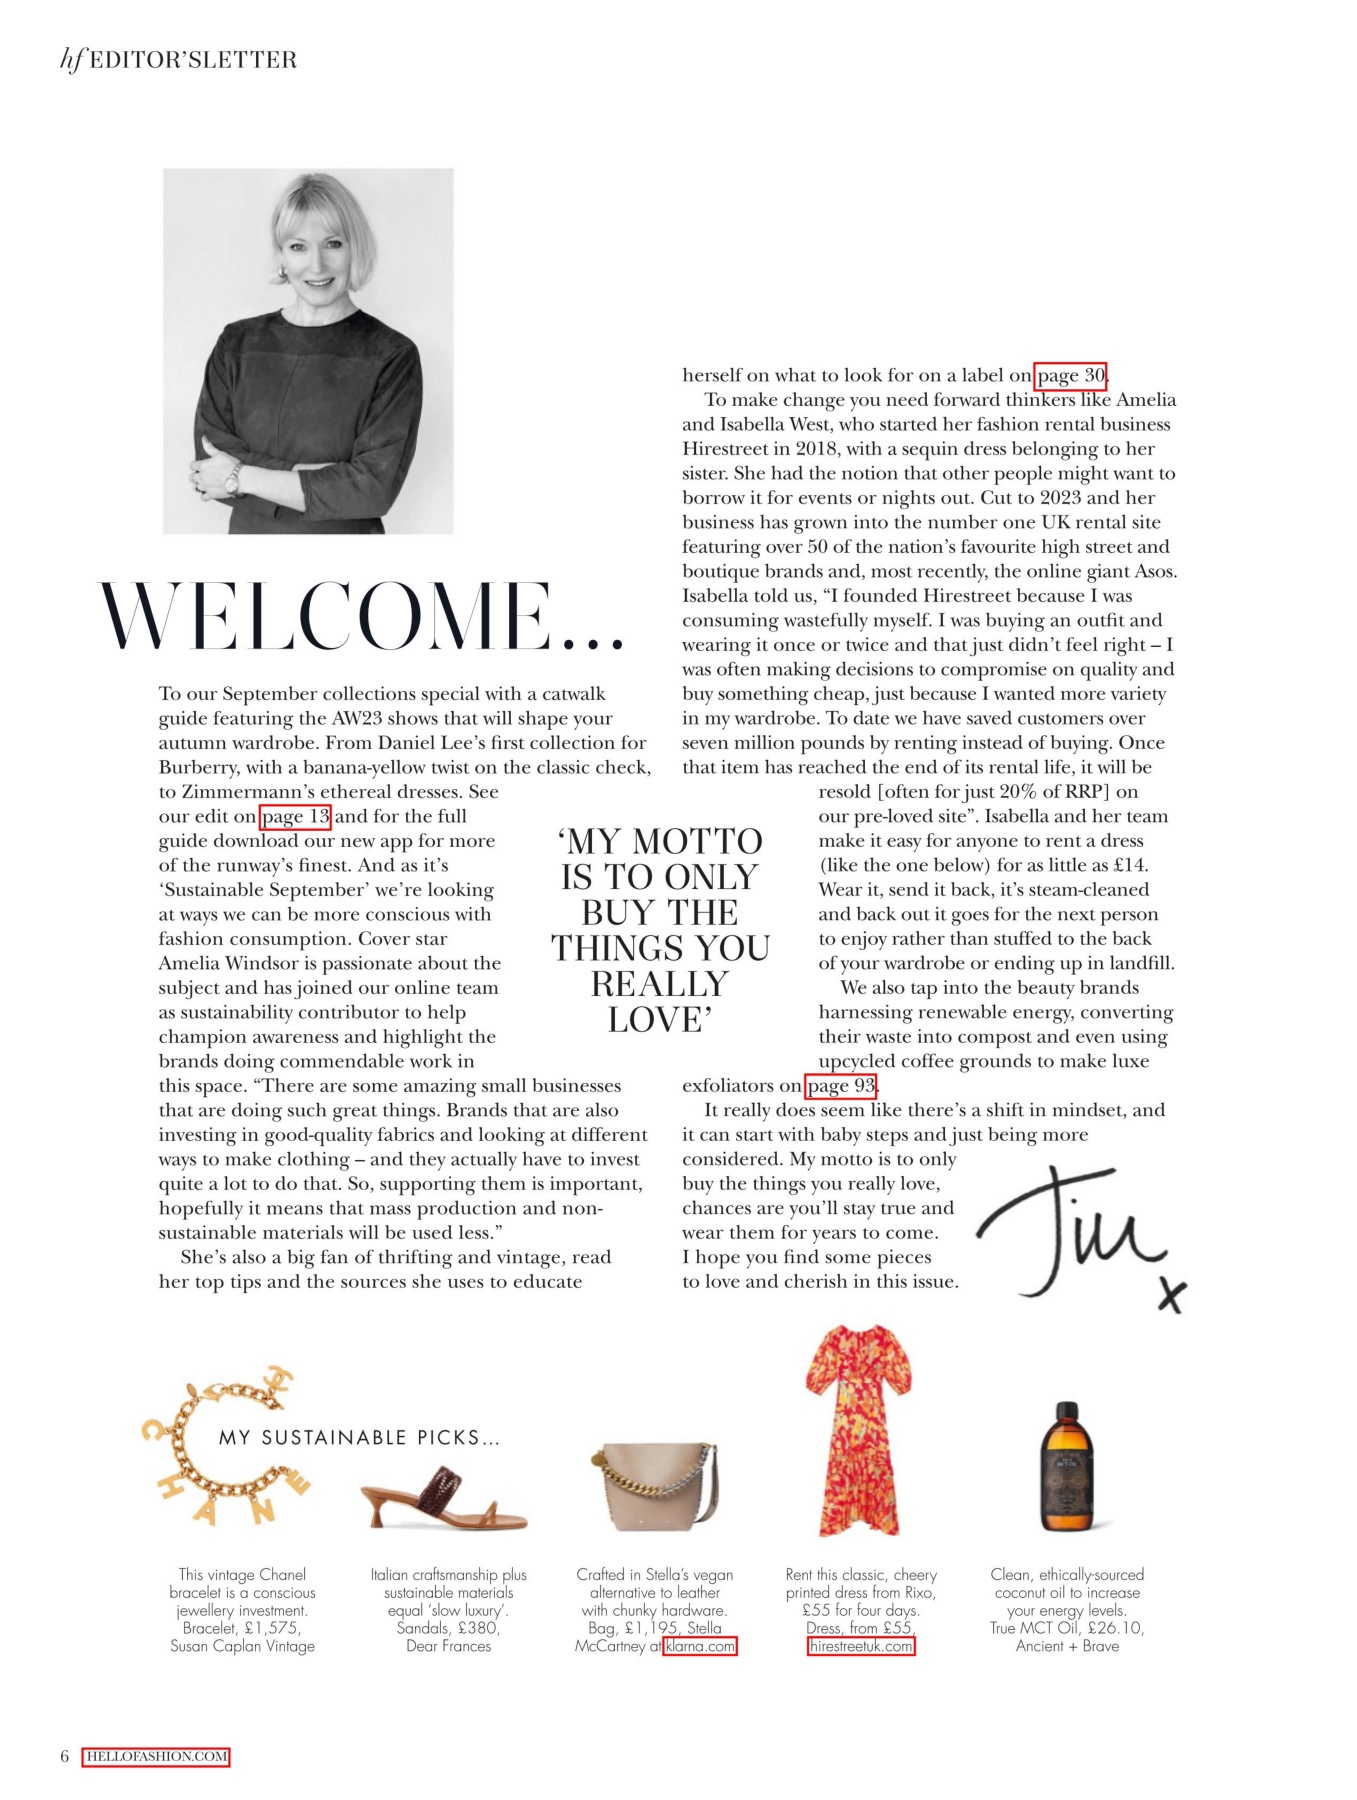 hf EDITOR'SLETTER
WELCOME...
To our September collections special with a catwalk
guide featuring the AW23 shows that will shape your
autumn wardrobe. From Daniel Lee's first collection for
Burberry, with a banana-yellow twist on the classic check,
to Zimmermann's ethereal dresses. See
our edit on page 13 and for the full
guide download our new app for more
of the runway's finest. And as it's
'Sustainable September' we're looking
at ways we can be more conscious with
fashion consumption. Cover star
Amelia Windsor is passionate about the
subject and has joined our online team
as sustainability contributor to help
champion awareness and highlight the
brands doing commendable work in
this space. “There are some amazing small businesses
that are doing such great things. Brands that are also
investing in good-quality fabrics and looking at different
ways to make clothing – and they actually have to invest
quite a lot to do that. So, supporting them is important,
hopefully it means that mass production and non-
sustainable materials will be used less.”
She's also a big fan of thrifting and vintage, read
her top tips and the sources she uses to educate
herself on what to look for on a label on page 30.
To make change you need forward thinkers like Amelia
and Isabella West, who started her fashion rental business
Hirestreet in 2018, with a sequin dress belonging to her
sister. She had the notion that other people might want to
borrow it for events or nights out. Cut to 2023 and her
business has grown into the number one UK rental site
featuring over 50 of the nation's favourite high street and
boutique brands and, most recently, the online giant Asos.
Isabella told us, “I founded Hirestreet because I was
consuming wastefully myself. I was buying an outfit and
wearing it once or twice and that just didn't feel right – I
was often making decisions to compromise on quality and
buy something cheap, just because I wanted more variety
in my wardrobe. To date we have saved customers over
seven million pounds by renting instead of buying. Once
that item has reached the end of its rental life, it will be
resold [often for just 20% of RRP] on
our pre-loved site”. Isabella and her team
make it easy for anyone to rent a dress
(like the one below) for as little as £14.
Wear it, send it back, it's steam-cleaned
and back out it goes for the next person
to enjoy rather than stuffed to the back
of your wardrobe or ending up in landfill.
We also tap into the beauty brands
harnessing renewable energy, converting
their waste into compost and even using
upcycled coffee grounds to make luxe
exfoliators on page 93.
It really does seem like there's a shift in mindset, and
it can start with baby steps and just being more
considered. My motto is to only
buy the things you really love,
chances are you'll stay true and
wear them for years to come.
I hope you find some pieces
to love and cherish in this issue.
'MY MOTTO
IS TO ONLY
BUY THE
THINGS YOU
REALLY
LOVE'
Jill
x
CHANEL
MY SUSTAINABLE PICKS...
MCT OIL
This vintage Chanel
bracelet is a conscious
jewellery investment.
Bracelet, £1,575,
Susan Caplan Vintage
Italian craftsmanship plus
sustainable materials
equal 'slow luxury'.
Sandals, £380,
Dear Frances
Crafted in Stella's vegan
alternative to leather
with chunky hardware.
Bag, £1,195, Stella
McCartney at klarna.com
Rent this classic, cheery
printed dress from Rixo,
£55 for four days.
Dress, from £55,
hirestreetuk.com
Clean, ethically-sourced
coconut oil to increase
your energy levels.
True MCT Oil, £26.10,
Ancient + Brave
6 HELLOFASHION.COM